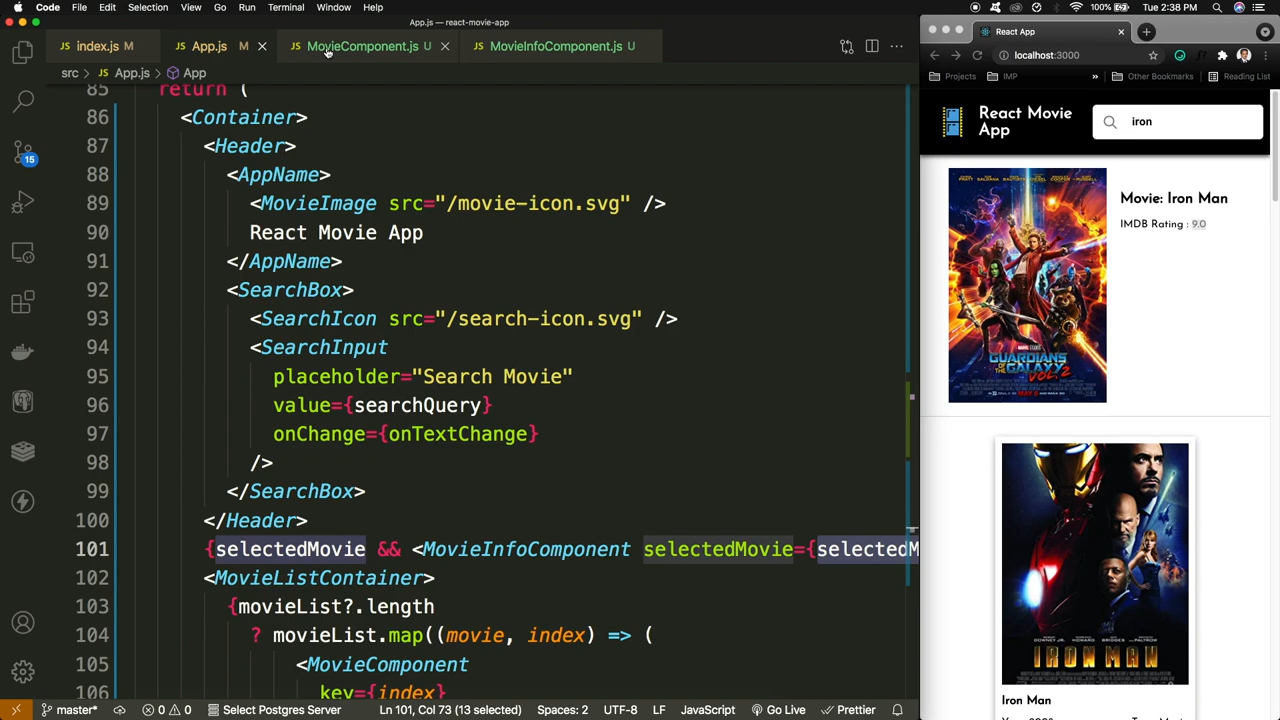 Code File Edit Selection View Go Run Terminal Window Help 100% Tue 2:38 PM
App.js — react-movie-app
index.js M App.js M MovieComponent.js U MovieInfoComponent.js U
src > App.js > App
85 return (
86 <Container>
87 <Header>
88 <AppName>
89 <MovieImage src="/movie-icon.svg" />
90 React Movie App
91 </AppName>
92 <SearchBox>
93 <SearchIcon src="/search-icon.svg" />
94 <SearchInput
95 placeholder="Search Movie"
96 value={searchQuery}
97 onChange={onTextChange}
98 />
99 </SearchBox>
100 </Header>
101 {selectedMovie && <MovieInfoComponent selectedMovie={selectedM
102 <MovieListContainer>
103 {movieList?.length
104 ? movieList.map((movie, index) => (
105 <MovieComponent
106 key={index}
15
master* 0 0 Select Postgres Server Ln 101, Col 73 (13 selected) Spaces: 2 UTF-8 LF JavaScript Go Live Prettier
React App
localhost:3000
Projects IMP » Other Bookmarks Reading List
React Movie
App
iron
Movie: Iron Man
IMDB Rating : 9.0
GUARDIANS
OF THE GALAXY
VOL. 2
IRON MAN
Iron Man